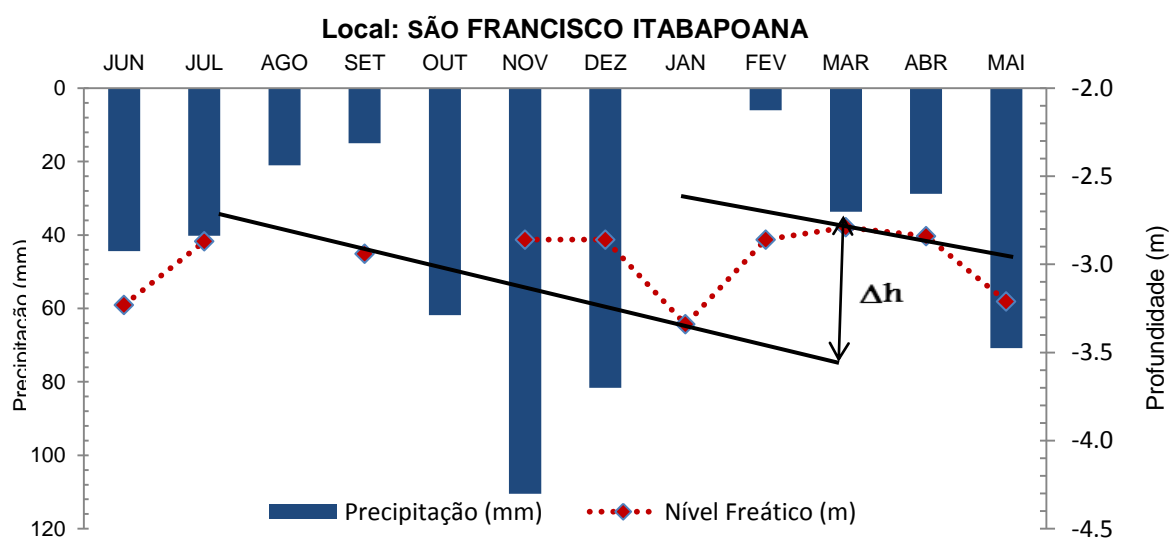 Local: SÃO FRANCISCO ITABAPOANA
JUN JUL AGO SET OUT NOV DEZ JAN FEV MAR ABR MAI
0
20
40
60
80
100
120
Precipitação (mm)
-2.0
-2.5
-3.0
-3.5
-4.0
-4.5
Profundidade (m)
Δh
Precipitação (mm) Nível Freático (m)